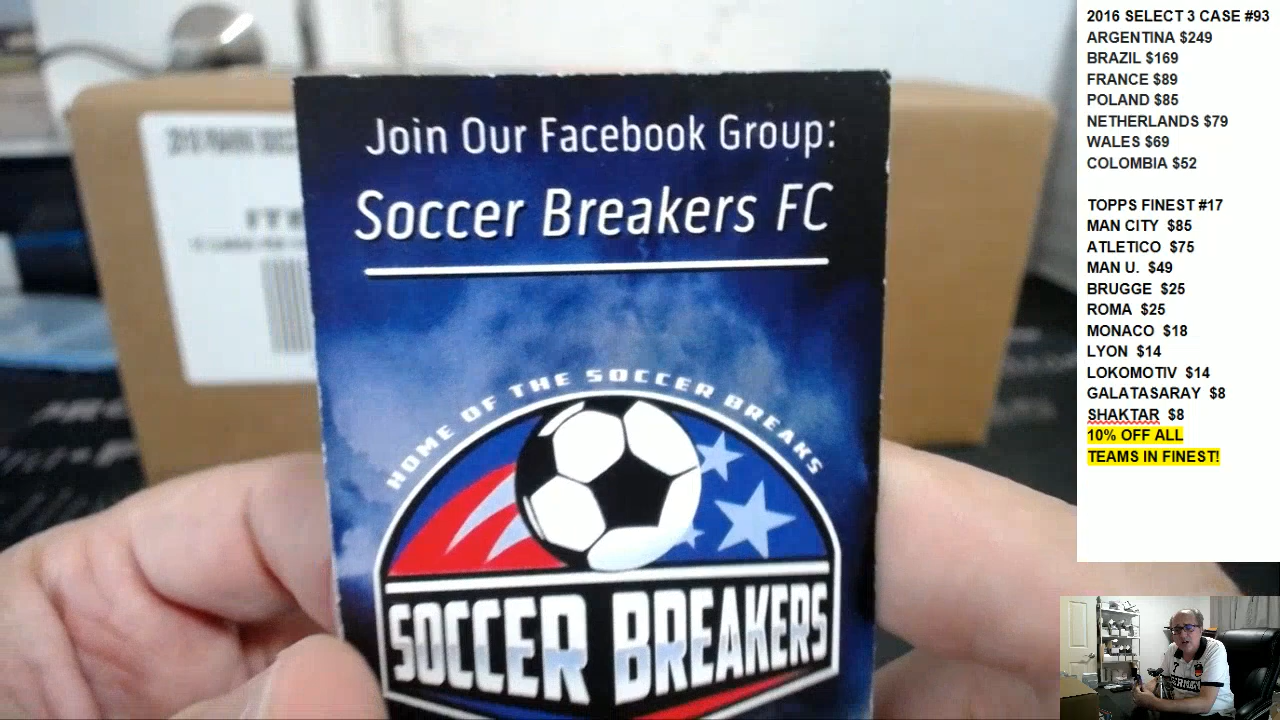 Join Our Facebook Group:
Soccer Breakers FC
HOME OF THE SOCCER BREAKS
SOCCER BREAKERS
2016 SELECT 3 CASE #93
ARGENTINA $249
BRAZIL $169
FRANCE $89
POLAND $85
NETHERLANDS $79
WALES $69
COLOMBIA $52
TOPPS FINEST #17
MAN CITY $85
ATLETICO $75
MAN U. $49
BRUGGE $25
ROMA $25
MONACO $18
LYON $14
LOKOMOTIV $14
GALATASARAY $8
SHAKTAR $8
10% OFF ALL
TEAMS IN FINEST!